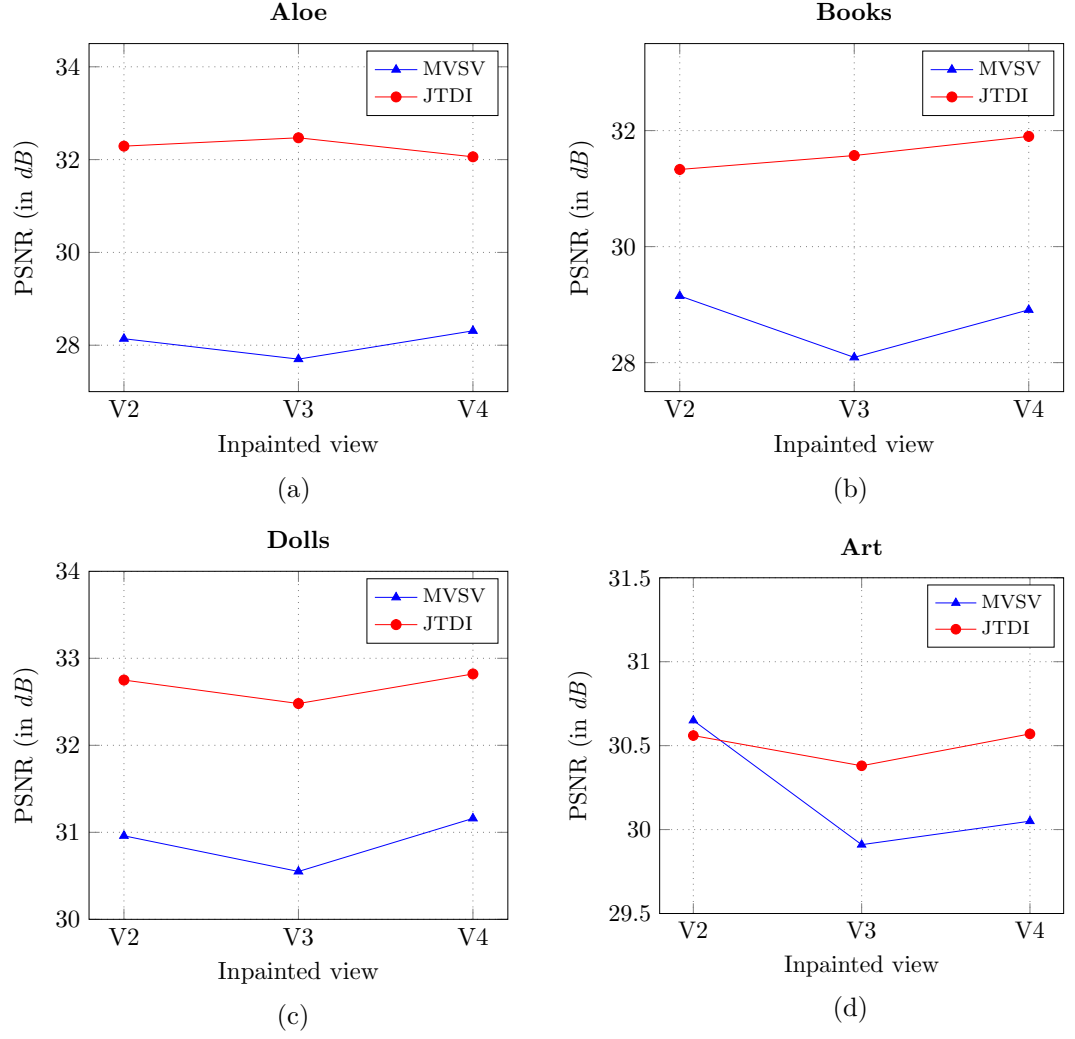 Aloe
MVSV
JTDI
34
32
30
28
PSNR (in dB)
V2 V3 V4
Inpainted view
(a)
Books
MVSV
JTDI
32
30
28
PSNR (in dB)
V2 V3 V4
Inpainted view
(b)
Dolls
MVSV
JTDI
34
33
32
31
30
PSNR (in dB)
V2 V3 V4
Inpainted view
(c)
Art
MVSV
JTDI
31.5
31
30.5
30
29.5
PSNR (in dB)
V2 V3 V4
Inpainted view
(d)